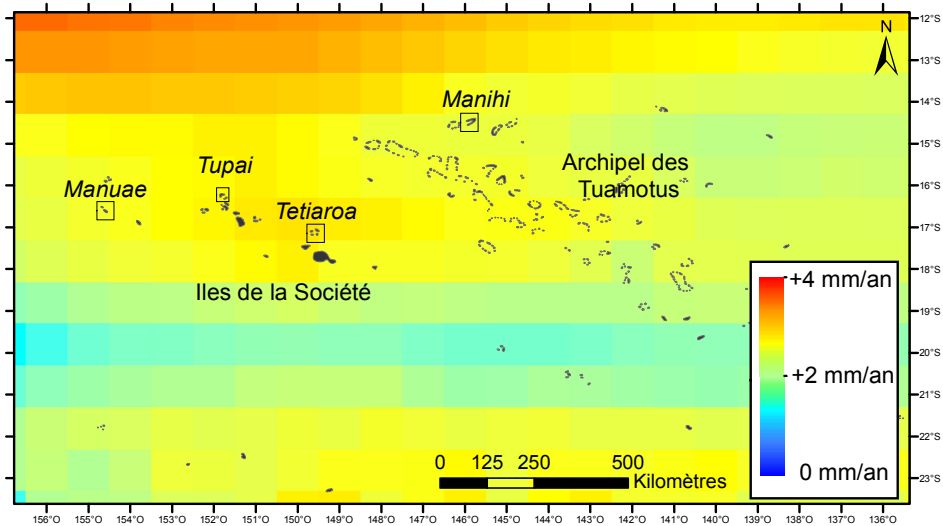 12°S
N
13°S
14°S
Manihi
15°S
Tupai
Archipel des
Tuamotus
16°S
Manuae
Tetiaroa
17°S
18°S
+4 mm/an
Iles de la Société
19°S
20°S
+2 mm/an
21°S
22°S
0 125 250 500
Kilomètres
0 mm/an
23°S
156°O 155°O 154°O 153°O 152°O 151°O 150°O 149°O 148°O 147°O 146°O 145°O 144°O 143°O 142°O 141°O 140°O 139°O 138°O 137°O 136°O